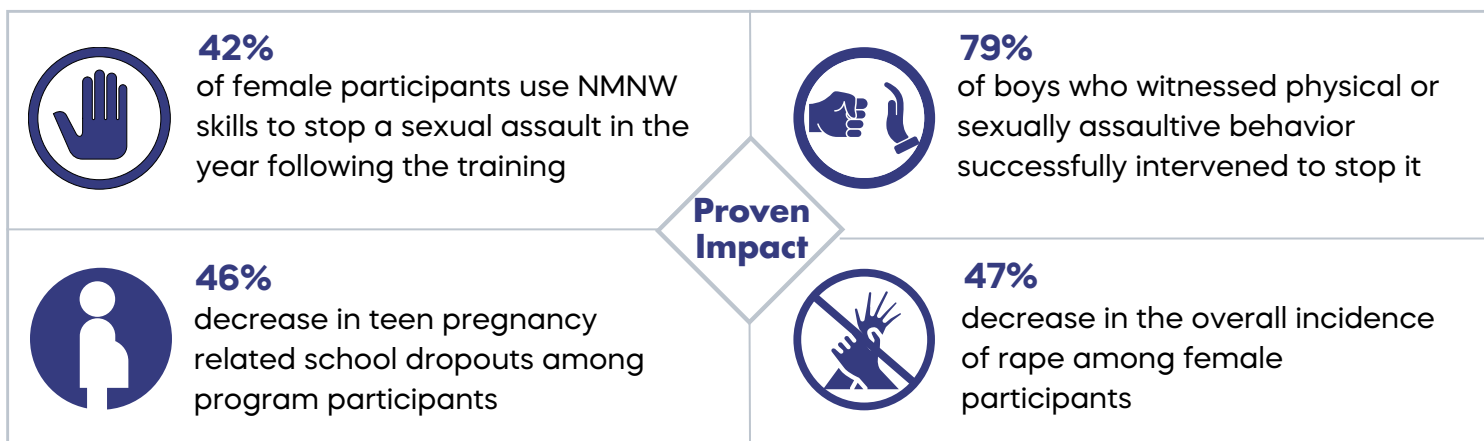 42%
of female participants use NMNW
skills to stop a sexual assault in the
year following the training
79%
of boys who witnessed physical or
sexually assaultive behavior
successfully intervened to stop it
Proven
Impact
46%
decrease in teen pregnancy
related school dropouts among
program participants
47%
decrease in the overall incidence
of rape among female
participants